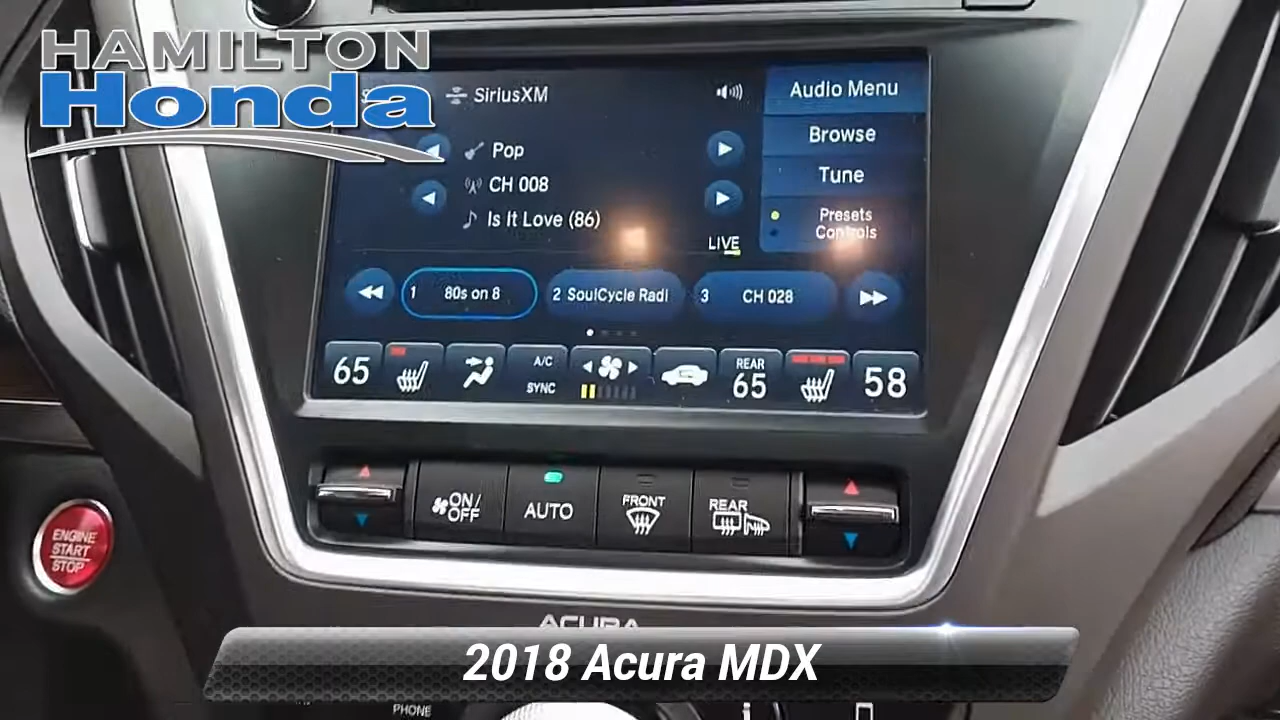 HAMILTON
Honda
SiriusXM
Audio Menu
Pop
Browse
CH 008
Tune
Is It Love (86)
Presets
Controls
LIVE
1 80s on 8
2 SoulCycle Radi
3 CH 028
65
A/C
SYNC
REAR
65
58
ON/
OFF
AUTO
FRONT
REAR
ENGINE
START
STOP
ACURA
2018 Acura MDX
PHONE